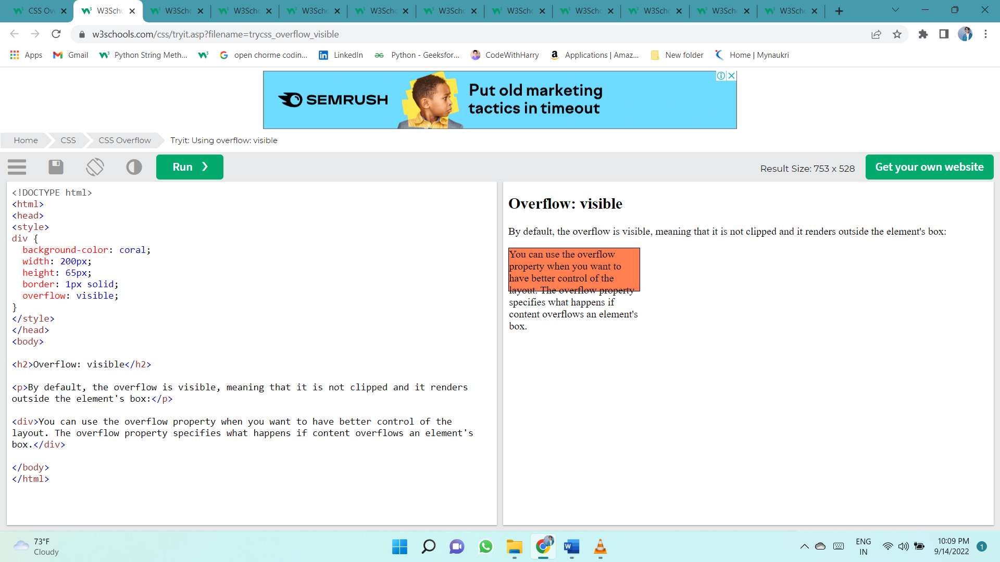 CSS Ov
W3Sch
W3Sch
W3Sch
W3Sch
W3Sch
W3Sch
W3Sch
W3Sch
W3Sch
W3Sch
W3Sch
w3schools.com/css/tryit.asp?filename=trycss_overflow_visible
Apps
Gmail
Python String Meth...
open chorme codin...
LinkedIn
Python - Geeksfor...
CodeWithHarry
Applications | Amaz...
New folder
Home | Mynaukri
SEMRUSH
Put old marketing
tactics in timeout
Home
CSS
CSS Overflow
Tryit: Using overflow: visible
Run ❯
Result Size: 753 x 528
Get your own website
<!DOCTYPE html>
<html>
<head>
<style>
div {
  background-color: coral;
  width: 200px;
  height: 65px;
  border: 1px solid;
  overflow: visible;
}
</style>
</head>
<body>
<h2>Overflow: visible</h2>
<p>By default, the overflow is visible, meaning that it is not clipped and it renders
outside the element's box:</p>
<div>You can use the overflow property when you want to have better control of the
layout. The overflow property specifies what happens if content overflows an element's
box.</div>
</body>
</html>
Overflow: visible
By default, the overflow is visible, meaning that it is not clipped and it renders outside the element's box:
You can use the overflow
property when you want to
have better control of the
layout. The overflow property
specifies what happens if
content overflows an element's
box.
73°F
Cloudy
ENG
IN
10:09 PM
9/14/2022
1